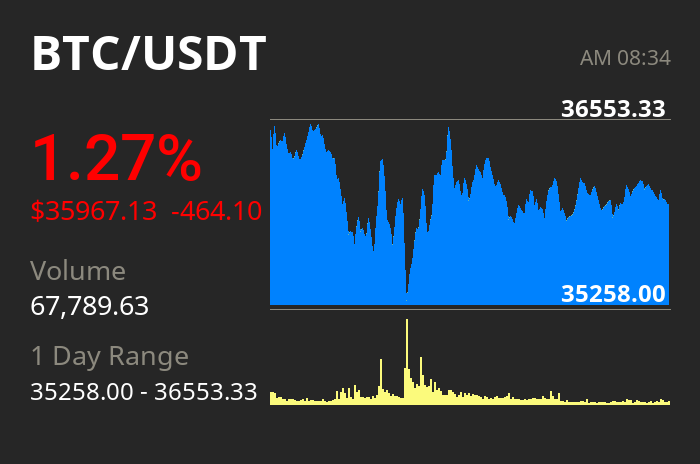 BTC/USDT
AM 08:34
36553.33
1.27%
$35967.13 -464.10
Volume
67,789.63
35258.00
1 Day Range
35258.00 - 36553.33